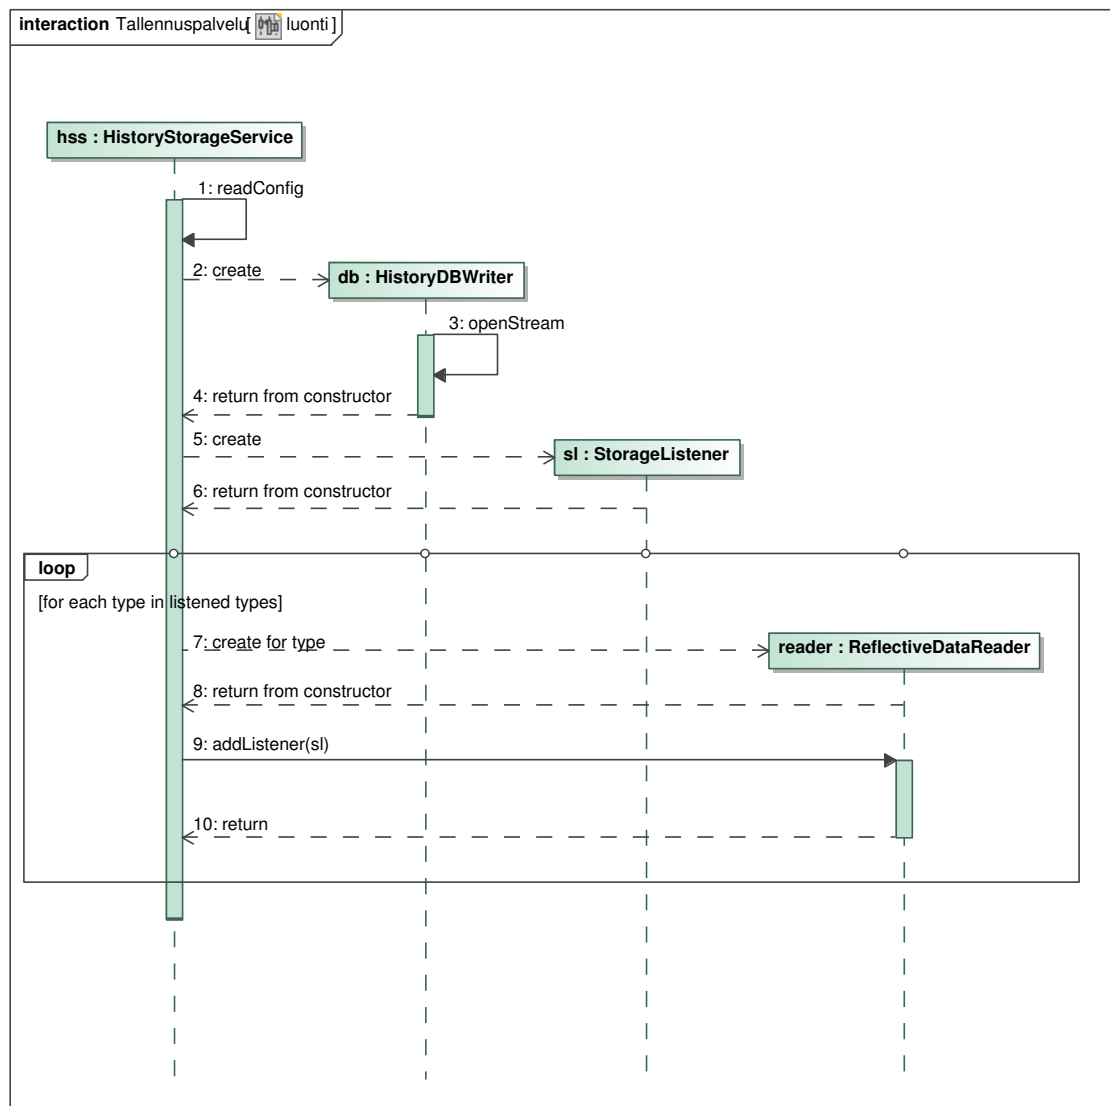 interaction Tallennuspalvelu[ luonti ]
hss : HistoryStorageService
1: readConfig
2: create
db : HistoryDBWriter
3: openStream
4: return from constructor
5: create
sl : StorageListener
6: return from constructor
loop
[for each type in listened types]
7: create for type
reader : ReflectiveDataReader
8: return from constructor
9: addListener(sl)
10: return